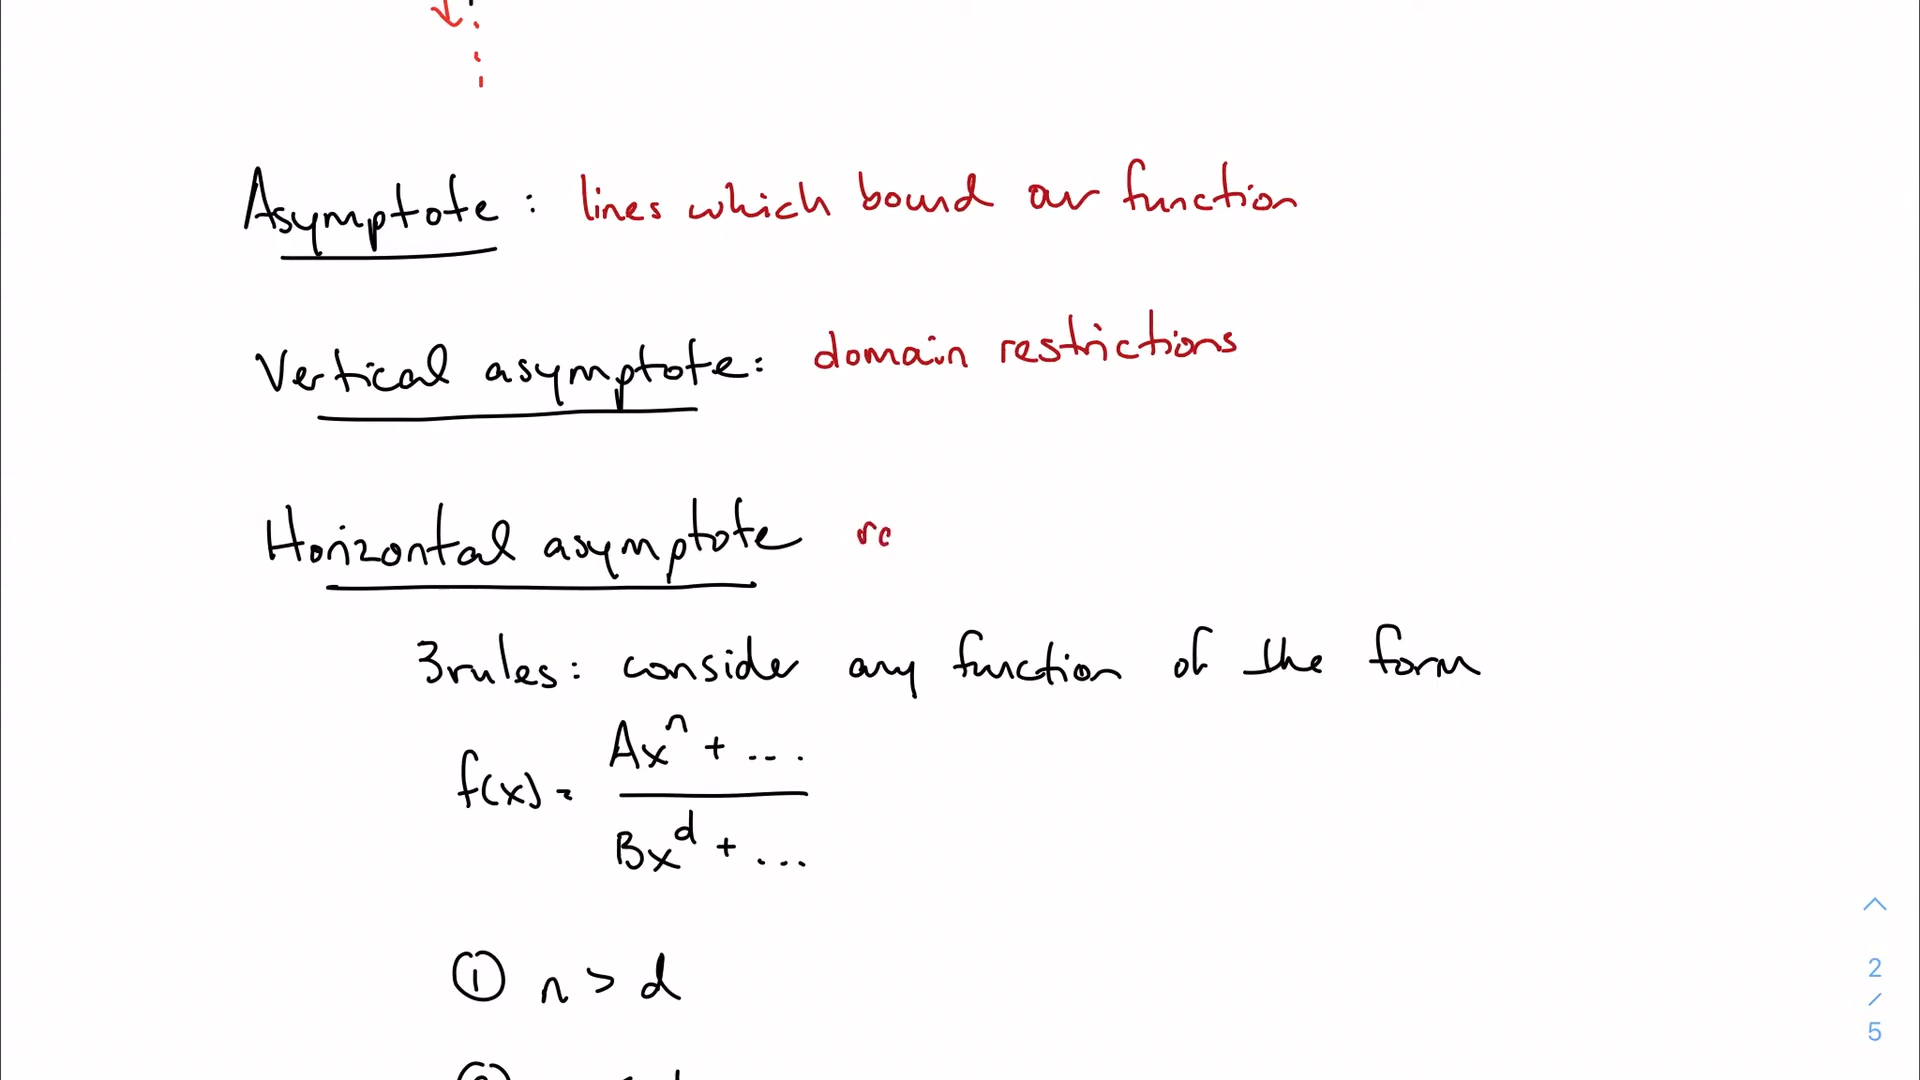 Asymptote : lines which bound our function
Vertical asymptote: domain restrictions
Horizontal asymptote
3 rules: consider any function of the form
f(x) = Ax^n + ... / Bx^d + ...
① n > d
2
/
5